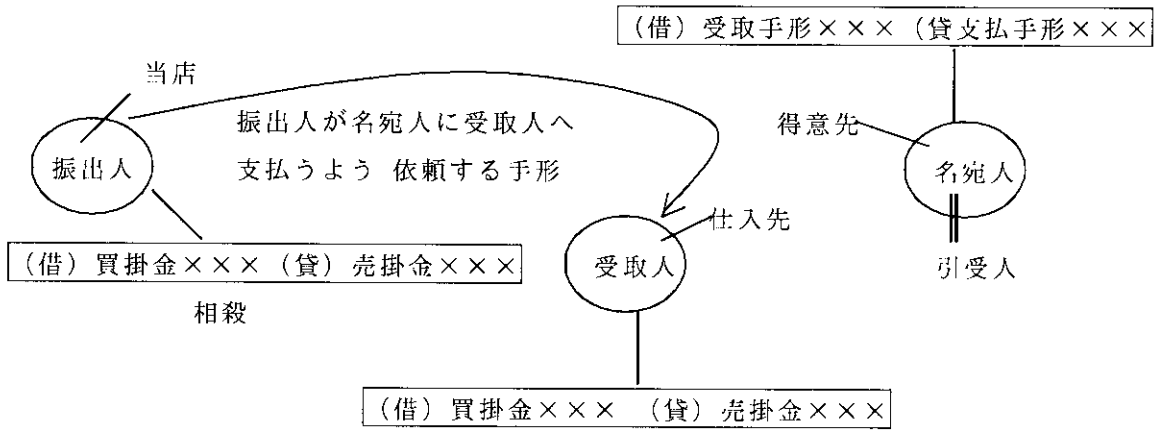 (借)受取手形××× (貸支払手形×××
当店
振出人が名宛人に受取人へ
支払うよう 依頼する手形
得意先
振出人
名宛人
仕入先
(借)買掛金××× (貸)売掛金×××
受取人
引受人
相殺
(借)買掛金××× (貸)売掛金×××